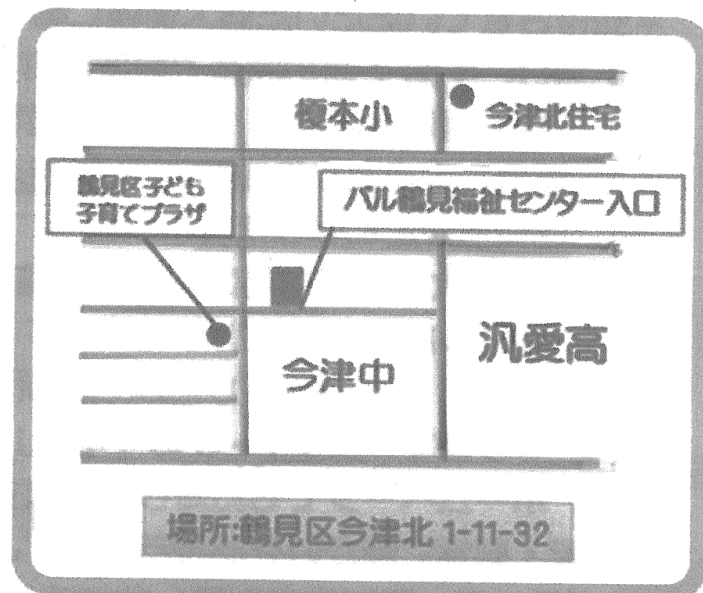 榎本小
今津北住宅
鶴見区子ども
子育てプラザ
パル鶴見福祉センター入口
汎愛高
今津中
場所:鶴見区今津北 1-11-32